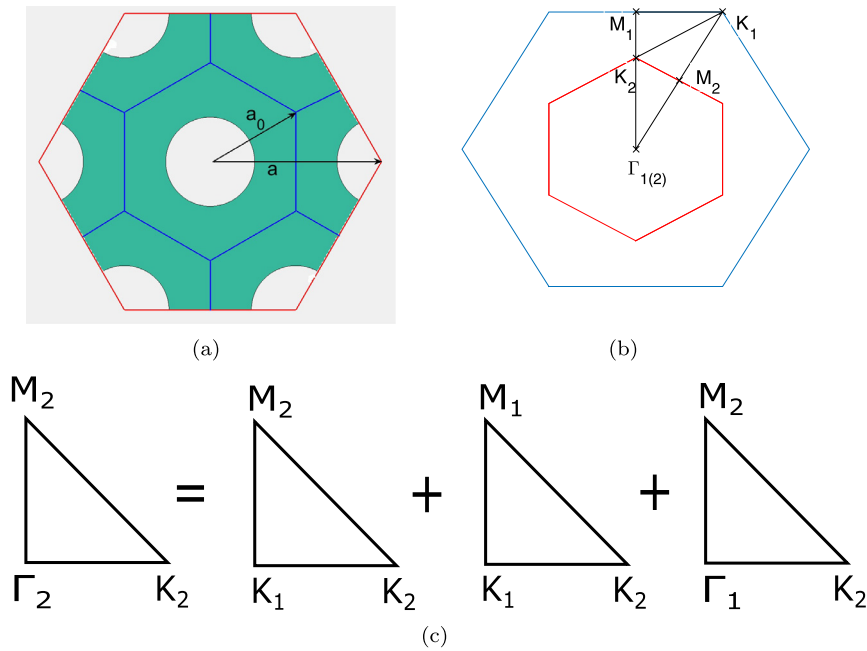 a₀
a
M₁
K₁
K₂
M₂
Γ₁₍₂₎
(a)
(b)
M₂ M₂ M₁ M₂
= + +
Γ₂ K₂ K₁ K₂ K₁ K₂ Γ₁ K₂
(c)